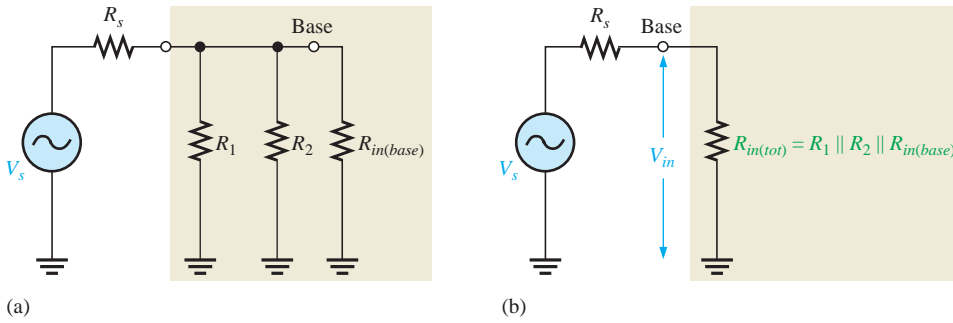 R_s
Base
R_1
R_2
R_in(base)
V_s
(a)
R_s
Base
V_in
R_in(tot) = R_1 || R_2 || R_in(base)
V_s
(b)